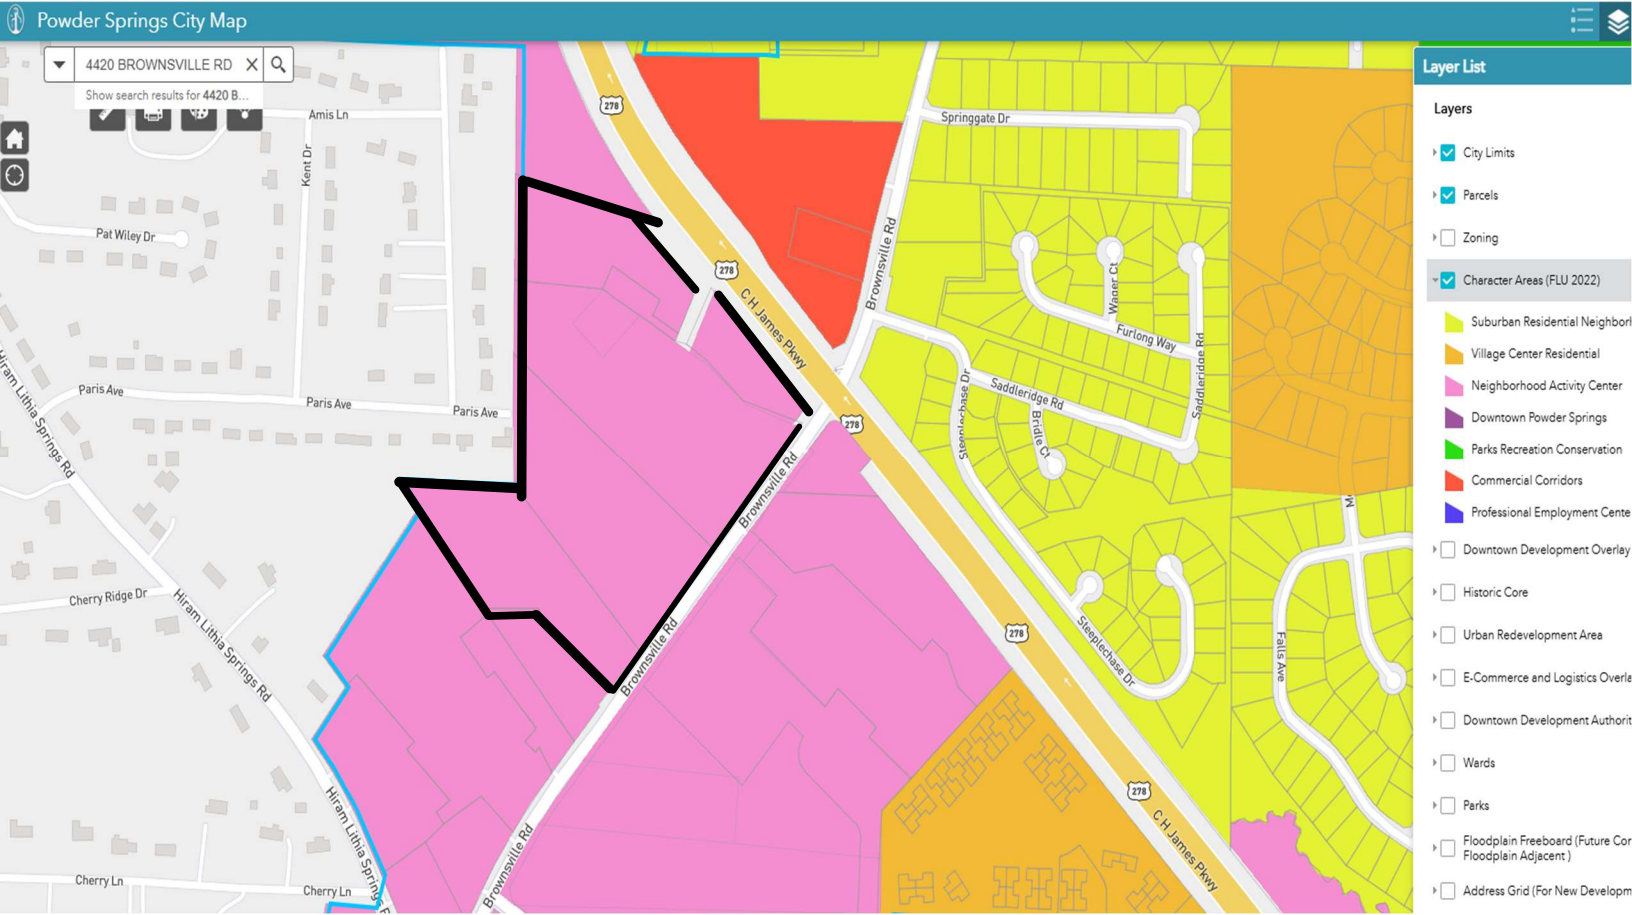 Powder Springs City Map
4420 BROWNSVILLE RD
Show search results for 4420 B...
Layer List
Layers
City Limits
Parcels
Zoning
Character Areas (FLU 2022)
Suburban Residential Neighborh
Village Center Residential
Neighborhood Activity Center
Downtown Powder Springs
Parks Recreation Conservation
Commercial Corridors
Professional Employment Cente
Downtown Development Overlay
Historic Core
Urban Redevelopment Area
E-Commerce and Logistics Overla
Downtown Development Authorit
Wards
Parks
Floodplain Freeboard (Future Cor
Floodplain Adjacent )
Address Grid (For New Developm
Amis Ln
Kent Dr
Pat Wiley Dr
Paris Ave
Paris Ave
Paris Ave
Hiram Lithia Springs Rd
Cherry Ridge Dr
Hiram Lithia Springs Rd
Hiram Lithia Springs R
Cherry Ln
Cherry Ln
278
278
C H James Pkwy
278
278
278
C H James Pkwy
Brownsville Rd
Brownsville Rd
Brownsville Rd
Brownsville Rd
Springgate Dr
Wager Ct
Furlong Way
Saddleridge Rd
Saddleridge Rd
Bridle Ct
Steeplechase Dr
Steeplechase Dr
Falls Ave
M